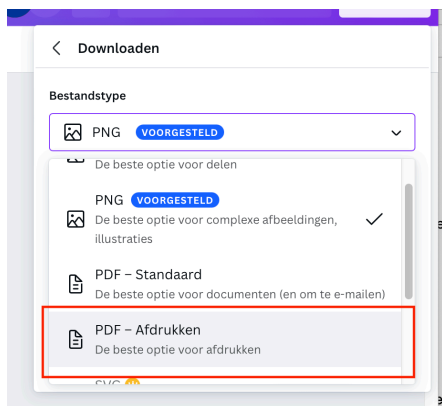 Downloaden
Bestandstype
PNG VOORGESTELD
De beste optie voor delen
PNG VOORGESTELD
De beste optie voor complexe afbeeldingen,
illustraties
PDF – Standaard
De beste optie voor documenten (en om te e-mailen)
PDF – Afdrukken
De beste optie voor afdrukken
SVG